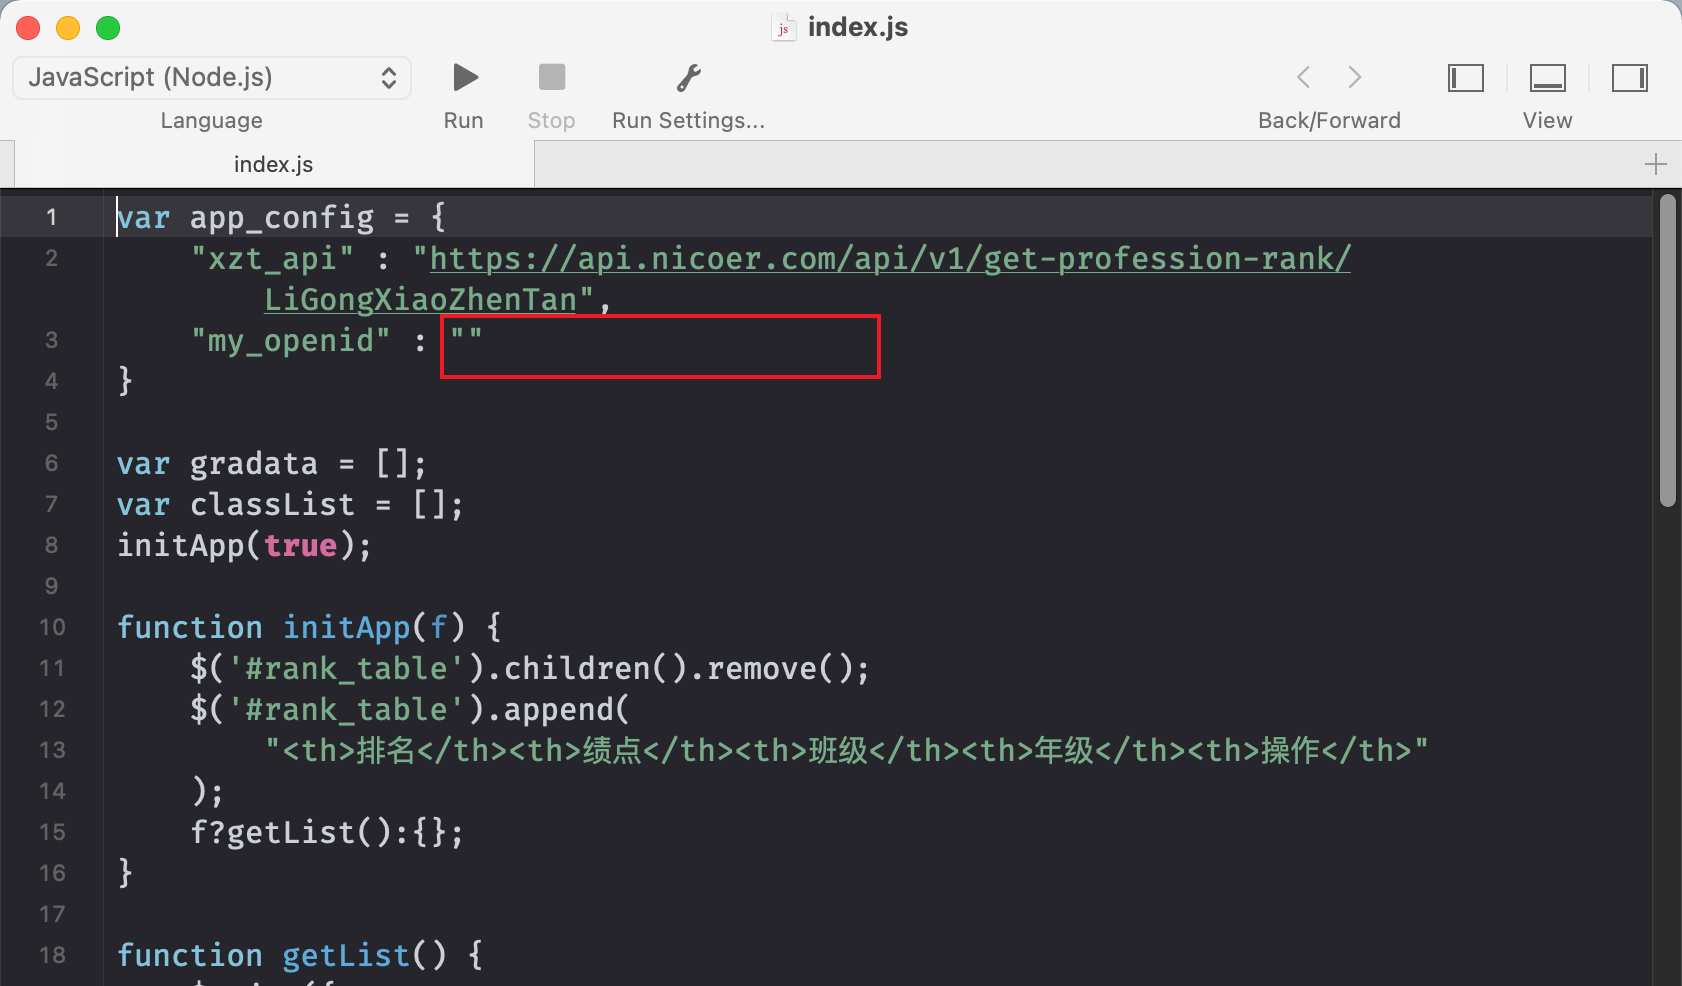 js index.js
JavaScript (Node.js)
Language
Run
Stop
Run Settings...
Back/Forward
View
index.js
1 var app_config = {
2 "xzt_api" : "https://api.nicoer.com/api/v1/get-profession-rank/
LiGongXiaoZhenTan",
3 "my_openid" : ""
4 }
5
6 var gradata = [];
7 var classList = [];
8 initApp(true);
9
10 function initApp(f) {
11 $('#rank_table').children().remove();
12 $('#rank_table').append(
13 "<th>排名</th><th>绩点</th><th>班级</th><th>年级</th><th>操作</th>"
14 );
15 f?getList():{};
16 }
17
18 function getList() {